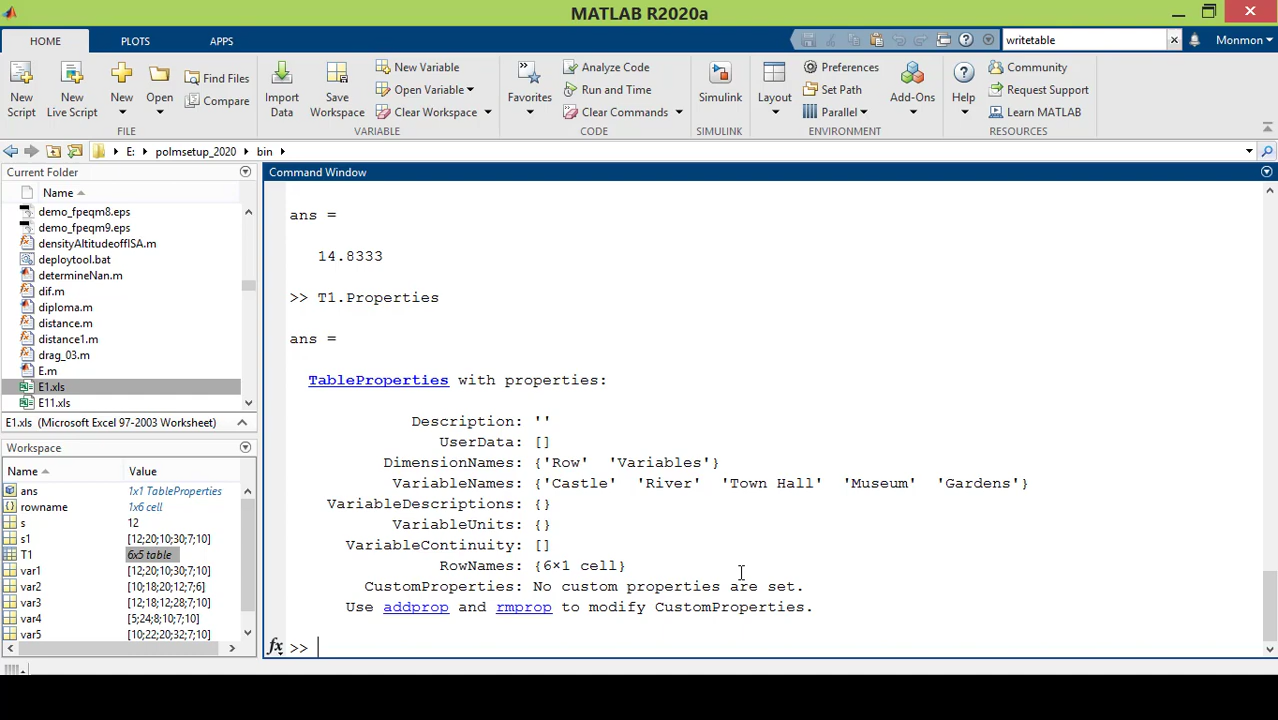 MATLAB R2020a
HOME PLOTS APPS writetable Monmon
New Script
New Live Script
New
Open
Find Files
Compare
FILE
Import Data
Save Workspace
New Variable
Open Variable
Clear Workspace
VARIABLE
Favorites
Analyze Code
Run and Time
Clear Commands
CODE
Simulink
SIMULINK
Layout
Preferences
Set Path
Parallel
Add-Ons
ENVIRONMENT
Help
Community
Request Support
Learn MATLAB
RESOURCES
E: polmsetup_2020 bin
Current Folder
Name
demo_fpeqm8.eps
demo_fpeqm9.eps
densityAltitudeoffISA.m
deploytool.bat
determineNan.m
dif.m
diploma.m
distance.m
distance1.m
drag_03.m
E.m
E1.xls
E11.xls
E1.xls (Microsoft Excel 97-2003 Worksheet)
Workspace
Name Value
ans 1x1 TableProperties
rowname 1x6 cell
s 12
s1 [12;20;10;30;7;10]
T1 6x5 table
var1 [12;20;10;30;7;10]
var2 [10;18;20;12;7;6]
var3 [12;18;12;28;7;10]
var4 [5;24;8;10;7;10]
var5 [10;22;20;32;7;10]
Command Window
ans =
14.8333
>> T1.Properties
ans =
TableProperties with properties:
Description: ''
UserData: []
DimensionNames: {'Row' 'Variables'}
VariableNames: {'Castle' 'River' 'Town Hall' 'Museum' 'Gardens'}
VariableDescriptions: {}
VariableUnits: {}
VariableContinuity: []
RowNames: {6×1 cell}
CustomProperties: No custom properties are set.
Use addprop and rmprop to modify CustomProperties.
fx >>